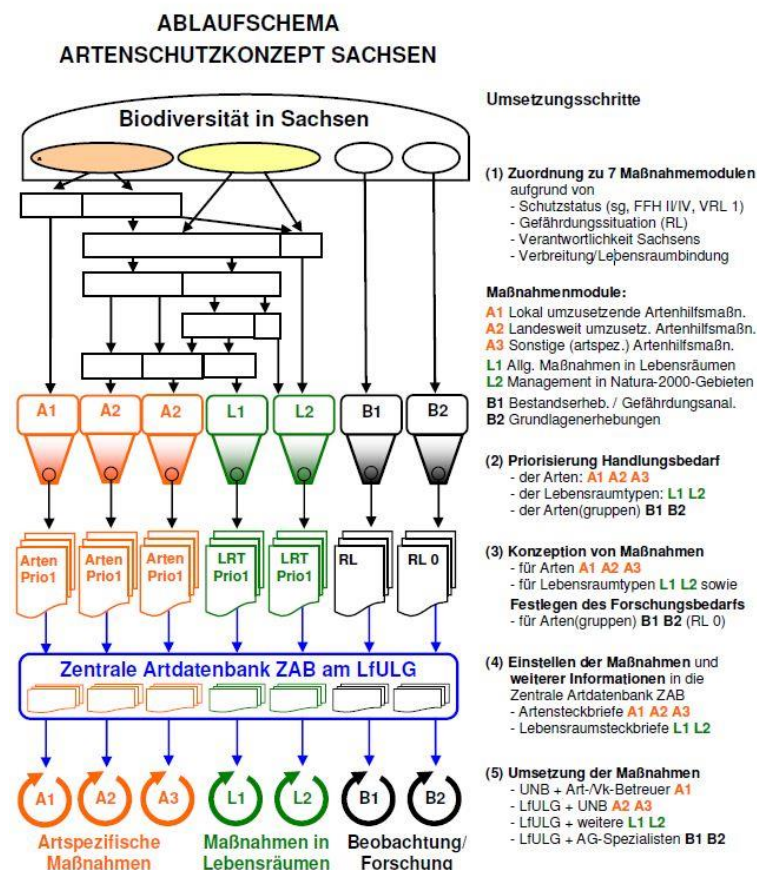 ABLAUFSCHEMA
ARTENSCHUTZKONZEPT SACHSEN
Biodiversität in Sachsen
A1 A2 A2 L1 L2 B1 B2
Arten Prio1
Arten Prio1
Arten Prio1
LRT Prio1
LRT Prio1
RL
RL 0
Zentrale Artdatenbank ZAB am LfULG
A1 A2 A3 L1 L2 B1 B2
Artspezifische
Maßnahmen
Maßnahmen in
Lebensräumen
Beobachtung/
Forschung
Umsetzungsschritte
(1) Zuordnung zu 7 Maßnahmemodulen
aufgrund von
- Schutzstatus (sg, FFH II/IV, VRL 1)
- Gefährdungssituation (RL)
- Verantwortlichkeit Sachsens
- Verbreitung/Lebensraumbindung
Maßnahmenmodule:
A1 Lokal umzusetzende Artenhilfsmaßn.
A2 Landesweit umzusetz. Artenhilfsmaßn.
A3 Sonstige (artspez.) Artenhilfsmaßn.
L1 Allg. Maßnahmen in Lebensräumen
L2 Management in Natura-2000-Gebieten
B1 Bestandserheb. / Gefährdungsanal.
B2 Grundlagenerhebungen
(2) Priorisierung Handlungsbedarf
- der Arten: A1 A2 A3
- der Lebensraumtypen: L1 L2
- der Arten(gruppen) B1 B2
(3) Konzeption von Maßnahmen
- für Arten A1 A2 A3
- für Lebensraumtypen L1 L2 sowie
Festlegen des Forschungsbedarfs
- für Arten(gruppen) B1 B2 (RL 0)
(4) Einstellen der Maßnahmen und
weiterer Informationen in die
Zentrale Artdatenbank ZAB
- Artensteckbriefe A1 A2 A3
- Lebensraumsteckbriefe L1 L2
(5) Umsetzung der Maßnahmen
- UNB + Art-/Vk-Betreuer A1
- LfULG + UNB A2 A3
- LfULG + weitere L1 L2
- LfULG + AG-Spezialisten B1 B2